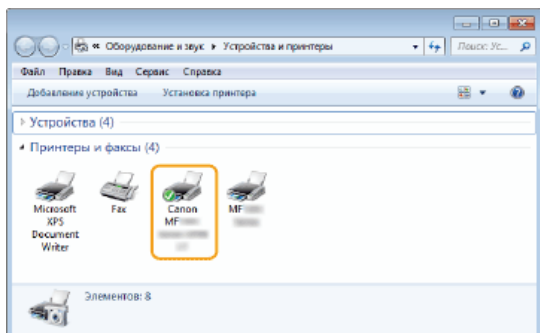 « Оборудование и звук ▸ Устройства и принтеры
Поиск: Ус...
Файл Правка Вид Сервис Справка
Добавление устройства Установка принтера
Устройства (4)
Принтеры и факсы (4)
Microsoft
XPS
Document
Writer
Fax
Canon
MF
MF
Элементов: 8